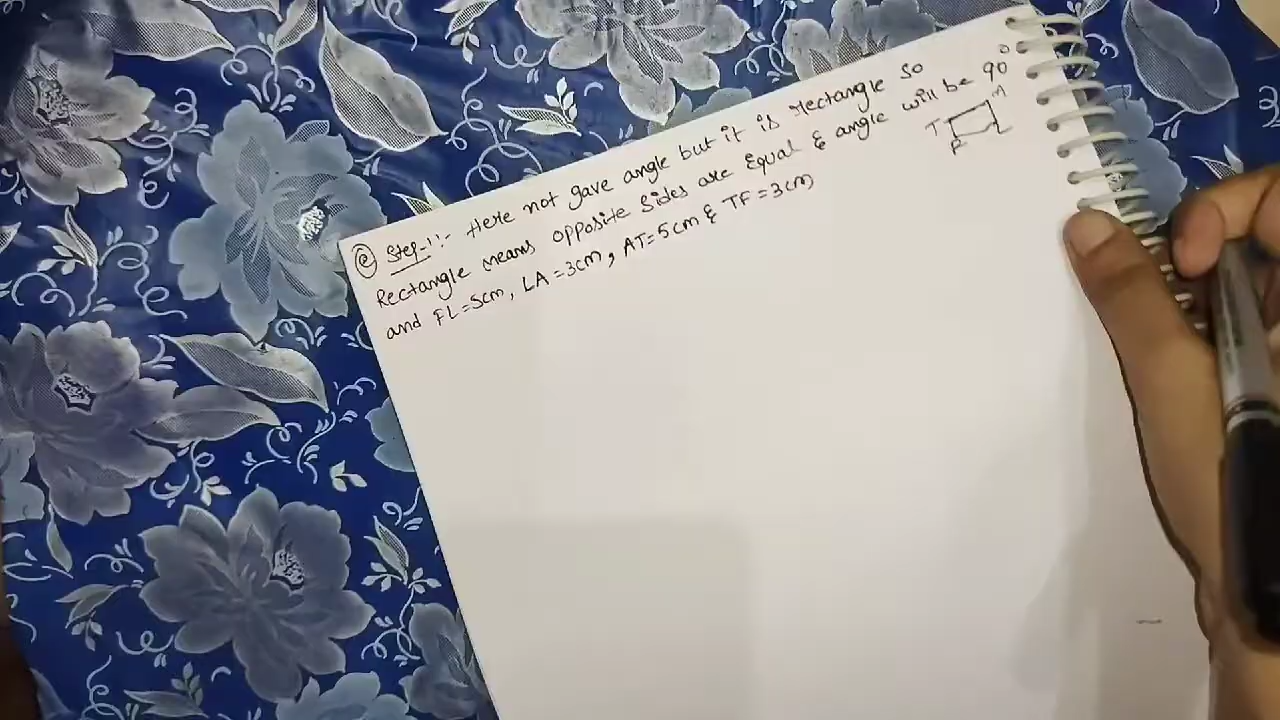 (e) Step-1:- Here not gave angle but it is rectangle so
Rectangle means opposite sides are Equal & angle will be 90°
and FL=5cm, LA=3cm, AT=5cm & TF=3cm
T A
F L